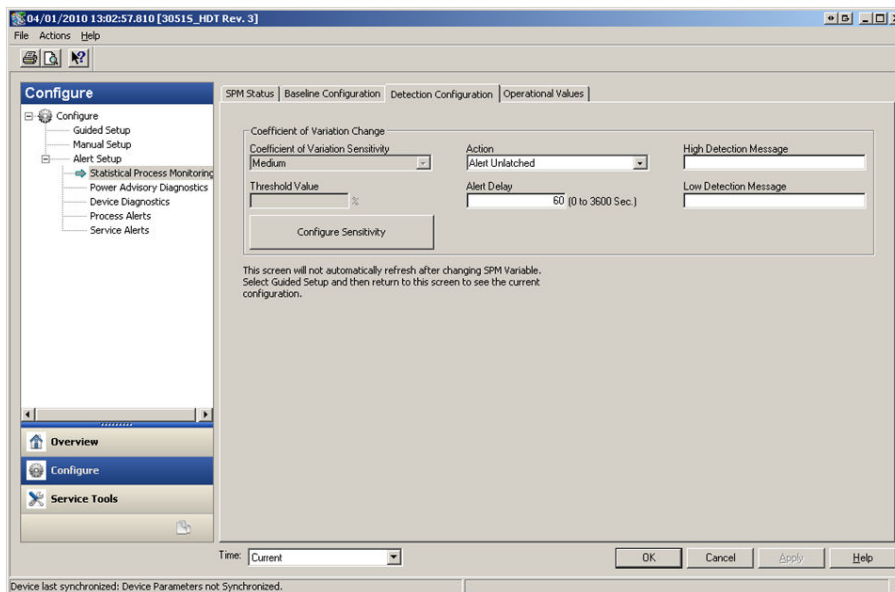 04/01/2010 13:02:57.810 [3051S_HDT Rev. 3]
File Actions Help
Configure
Configure
Guided Setup
Manual Setup
Alert Setup
Statistical Process Monitoring
Power Advisory Diagnostics
Device Diagnostics
Process Alerts
Service Alerts
Overview
Configure
Service Tools
SPM Status Baseline Configuration Detection Configuration Operational Values
Coefficient of Variation Change
Coefficient of Variation Sensitivity Action High Detection Message
Medium Alert Unlatched
Threshold Value Alert Delay Low Detection Message
% 60 (0 to 3600 Sec.)
Configure Sensitivity
This screen will not automatically refresh after changing SPM Variable.
Select Guided Setup and then return to this screen to see the current
configuration.
Time: Current OK Cancel Apply Help
Device last synchronized: Device Parameters not Synchronized.